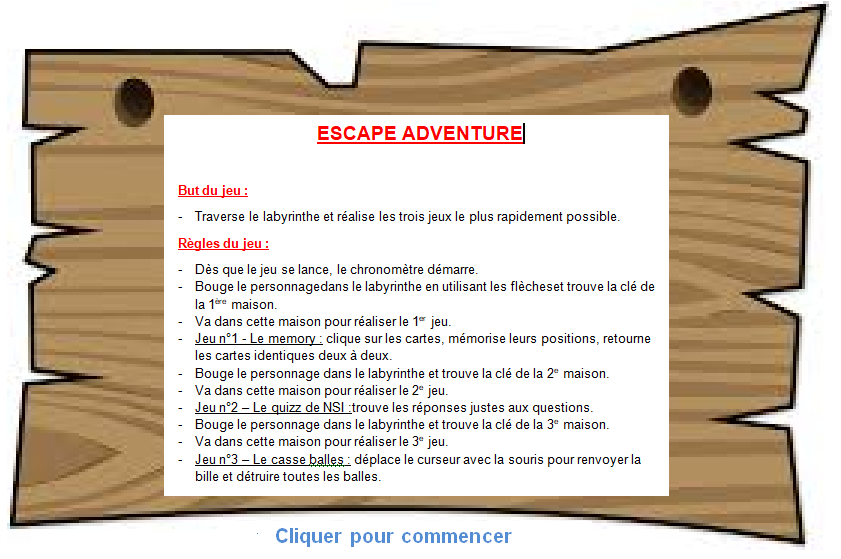 ESCAPE ADVENTURE
But du jeu :
- Traverse le labyrinthe et réalise les trois jeux le plus rapidement possible.
Règles du jeu :
- Dès que le jeu se lance, le chronomètre démarre.
- Bouge le personnagedans le labyrinthe en utilisant les flècheset trouve la clé de
la 1ère maison.
- Va dans cette maison pour réaliser le 1er jeu.
- Jeu n°1 - Le memory : clique sur les cartes, mémorise leurs positions, retourne
les cartes identiques deux à deux.
- Bouge le personnage dans le labyrinthe et trouve la clé de la 2e maison.
- Va dans cette maison pour réaliser le 2e jeu.
- Jeu n°2 – Le quizz de NSI :trouve les réponses justes aux questions.
- Bouge le personnage dans le labyrinthe et trouve la clé de la 3e maison.
- Va dans cette maison pour réaliser le 3e jeu.
- Jeu n°3 – Le casse balles : déplace le curseur avec la souris pour renvoyer la
bille et détruire toutes les balles.
Cliquer pour commencer